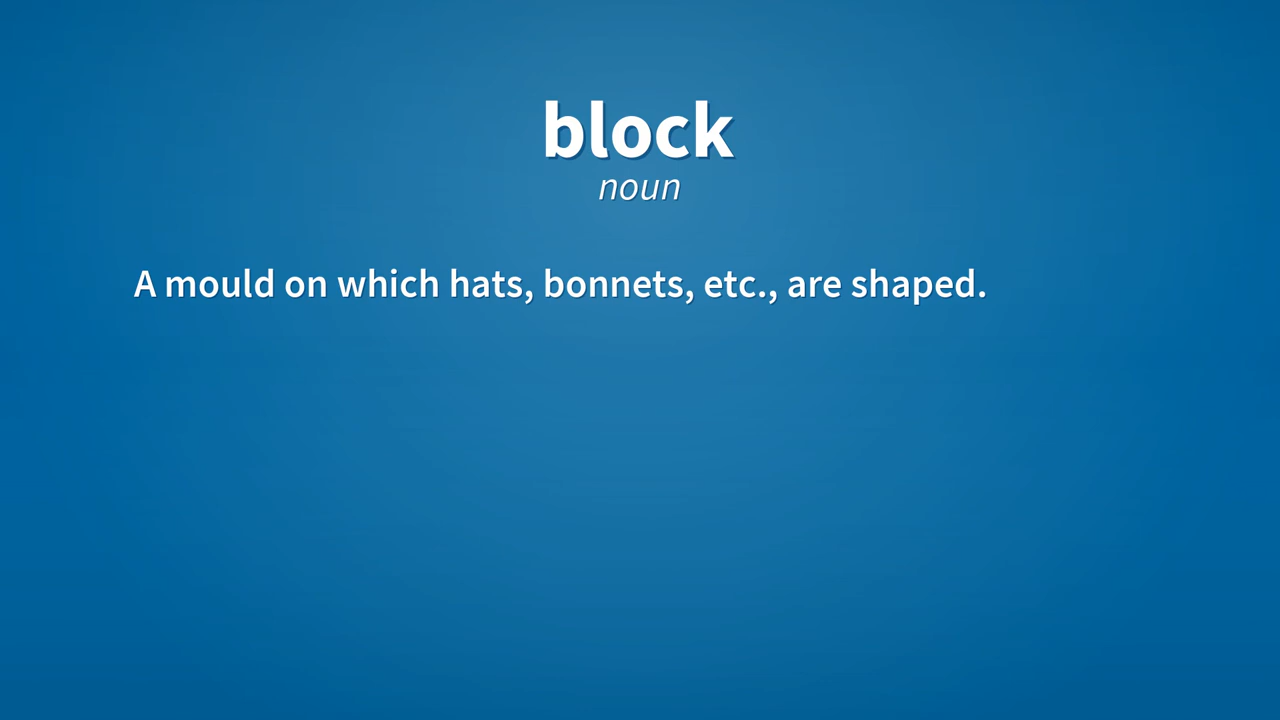 block
noun
A mould on which hats, bonnets, etc., are shaped.